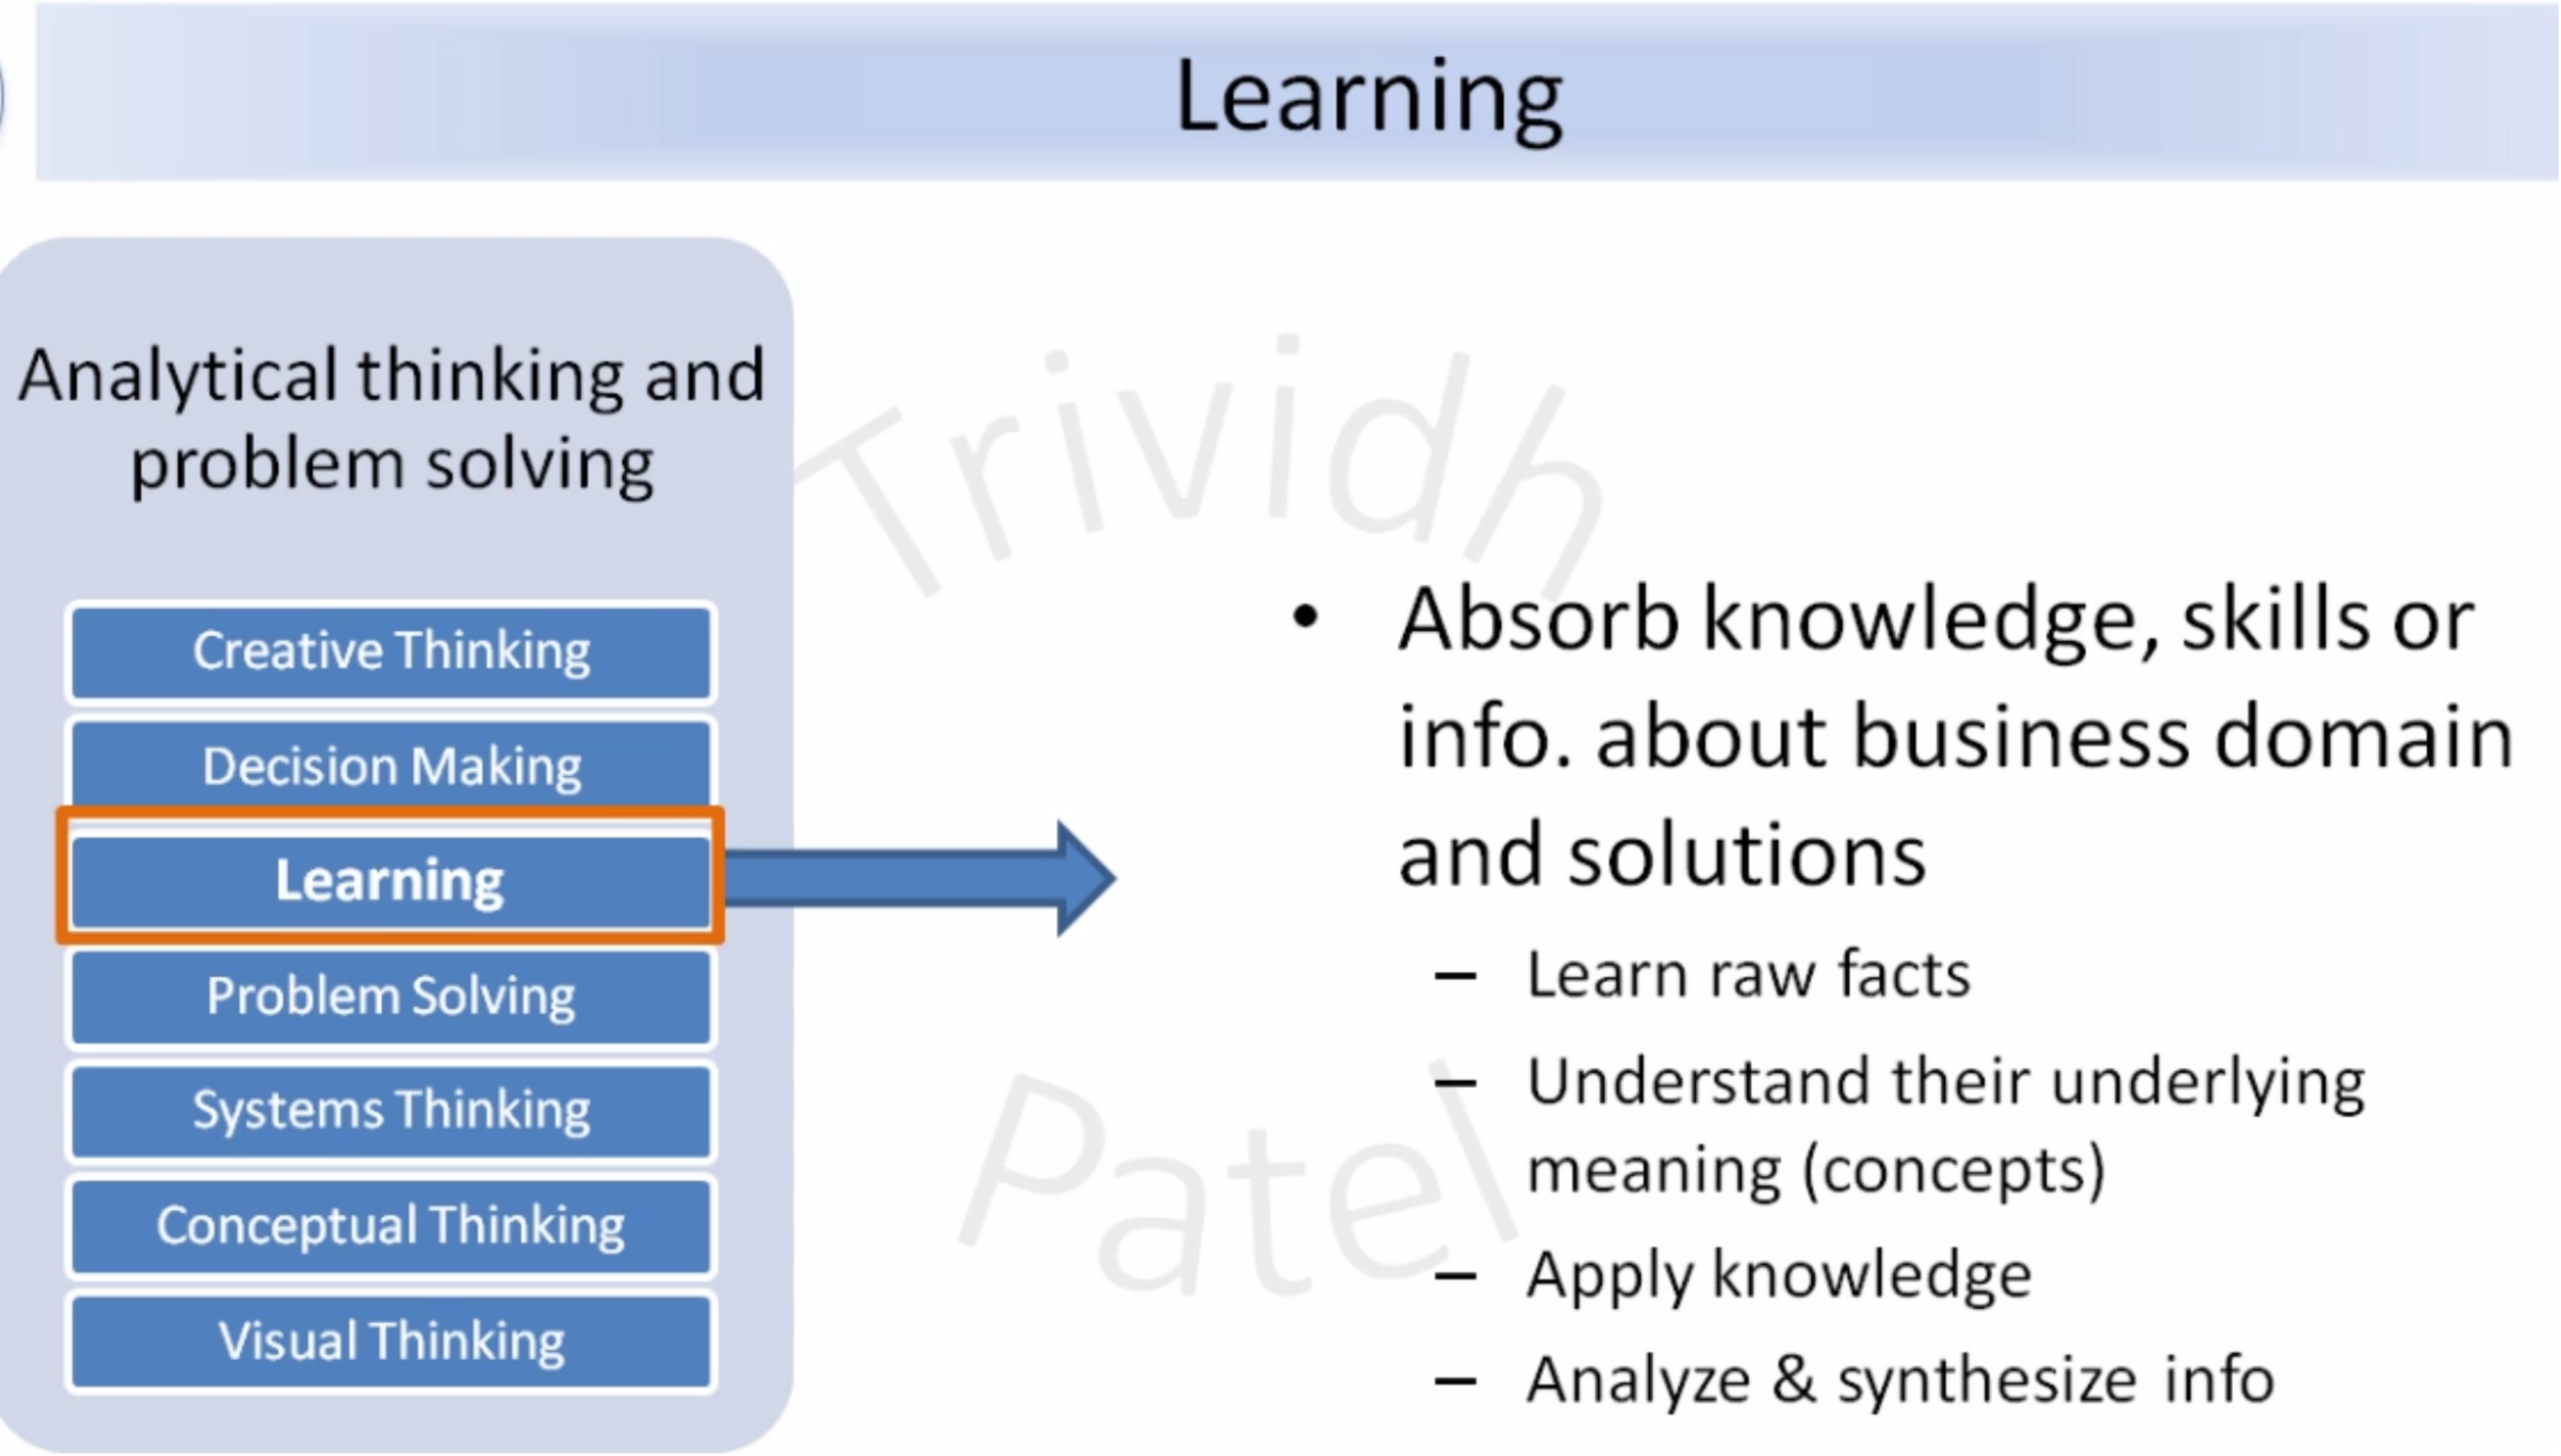 Learning
Analytical thinking and
problem solving
Creative Thinking
Decision Making
Learning
Problem Solving
Systems Thinking
Conceptual Thinking
Visual Thinking
Trividh
Patel
• Absorb knowledge, skills or
info. about business domain
and solutions
– Learn raw facts
– Understand their underlying
meaning (concepts)
– Apply knowledge
– Analyze & synthesize info